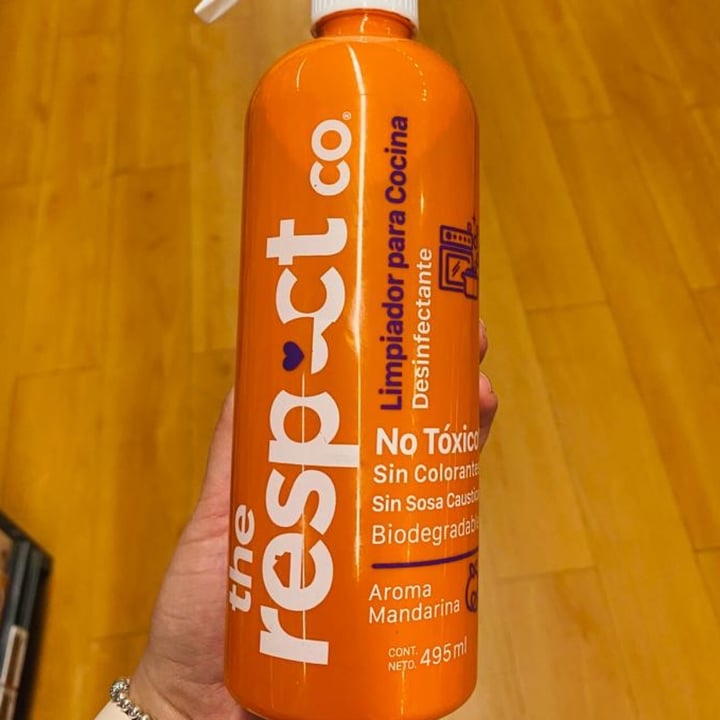 the
respect co.®
Limpiador para Cocina
Desinfectante
No Tóxico
Sin Colorantes
Sin Sosa Caustica
Biodegradable
Aroma
Mandarina
CONT.
NETO. 495ml